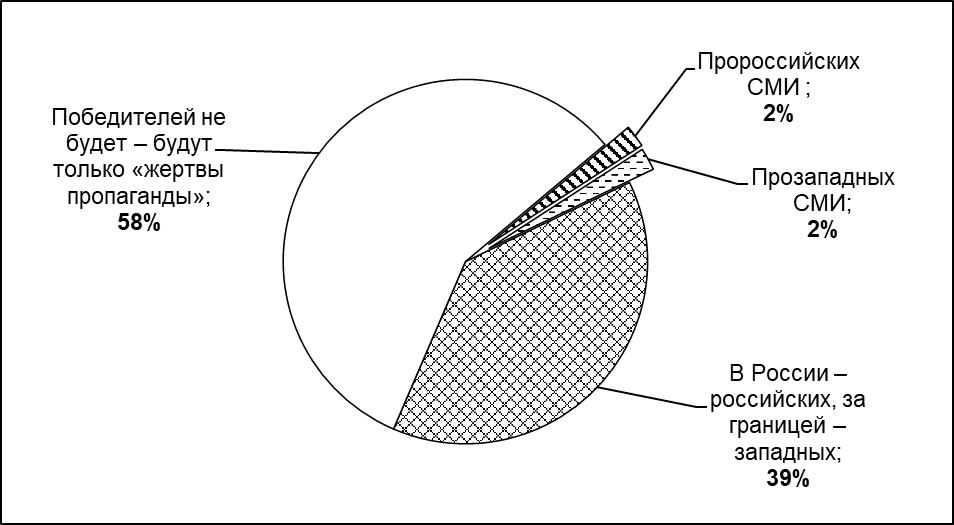 Победителей не
будет – будут
только «жертвы
пропаганды»;
58%
Пророссийских
СМИ ;
2%
Прозападных
СМИ;
2%
В России –
российских, за
границей –
западных;
39%